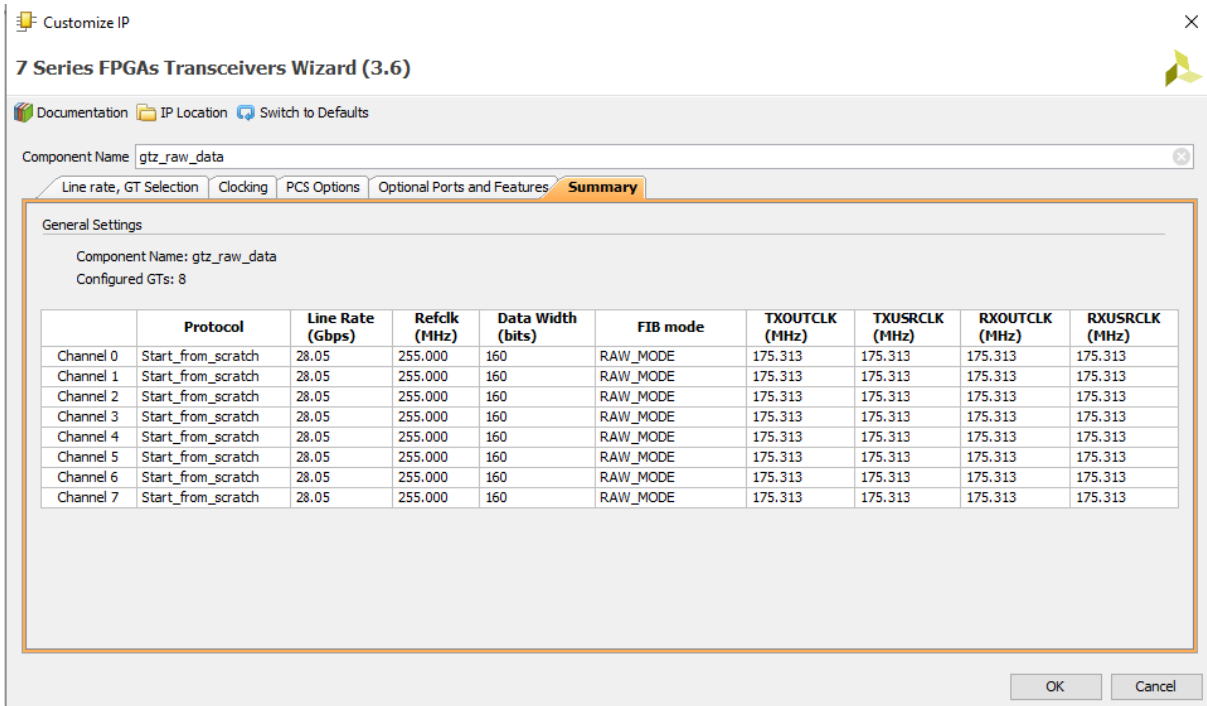 Customize IP
7 Series FPGAs Transceivers Wizard (3.6)
Documentation IP Location Switch to Defaults
Component Name gtz_raw_data
Line rate, GT Selection Clocking PCS Options Optional Ports and Features Summary
General Settings
Component Name: gtz_raw_data
Configured GTs: 8
Protocol Line Rate (Gbps) Refclk (MHz) Data Width (bits) FIB mode TXOUTCLK (MHz) TXUSRCLK (MHz) RXOUTCLK (MHz) RXUSRCLK (MHz)
Channel 0 Start_from_scratch 28.05 255.000 160 RAW_MODE 175.313 175.313 175.313 175.313
Channel 1 Start_from_scratch 28.05 255.000 160 RAW_MODE 175.313 175.313 175.313 175.313
Channel 2 Start_from_scratch 28.05 255.000 160 RAW_MODE 175.313 175.313 175.313 175.313
Channel 3 Start_from_scratch 28.05 255.000 160 RAW_MODE 175.313 175.313 175.313 175.313
Channel 4 Start_from_scratch 28.05 255.000 160 RAW_MODE 175.313 175.313 175.313 175.313
Channel 5 Start_from_scratch 28.05 255.000 160 RAW_MODE 175.313 175.313 175.313 175.313
Channel 6 Start_from_scratch 28.05 255.000 160 RAW_MODE 175.313 175.313 175.313 175.313
Channel 7 Start_from_scratch 28.05 255.000 160 RAW_MODE 175.313 175.313 175.313 175.313
OK Cancel